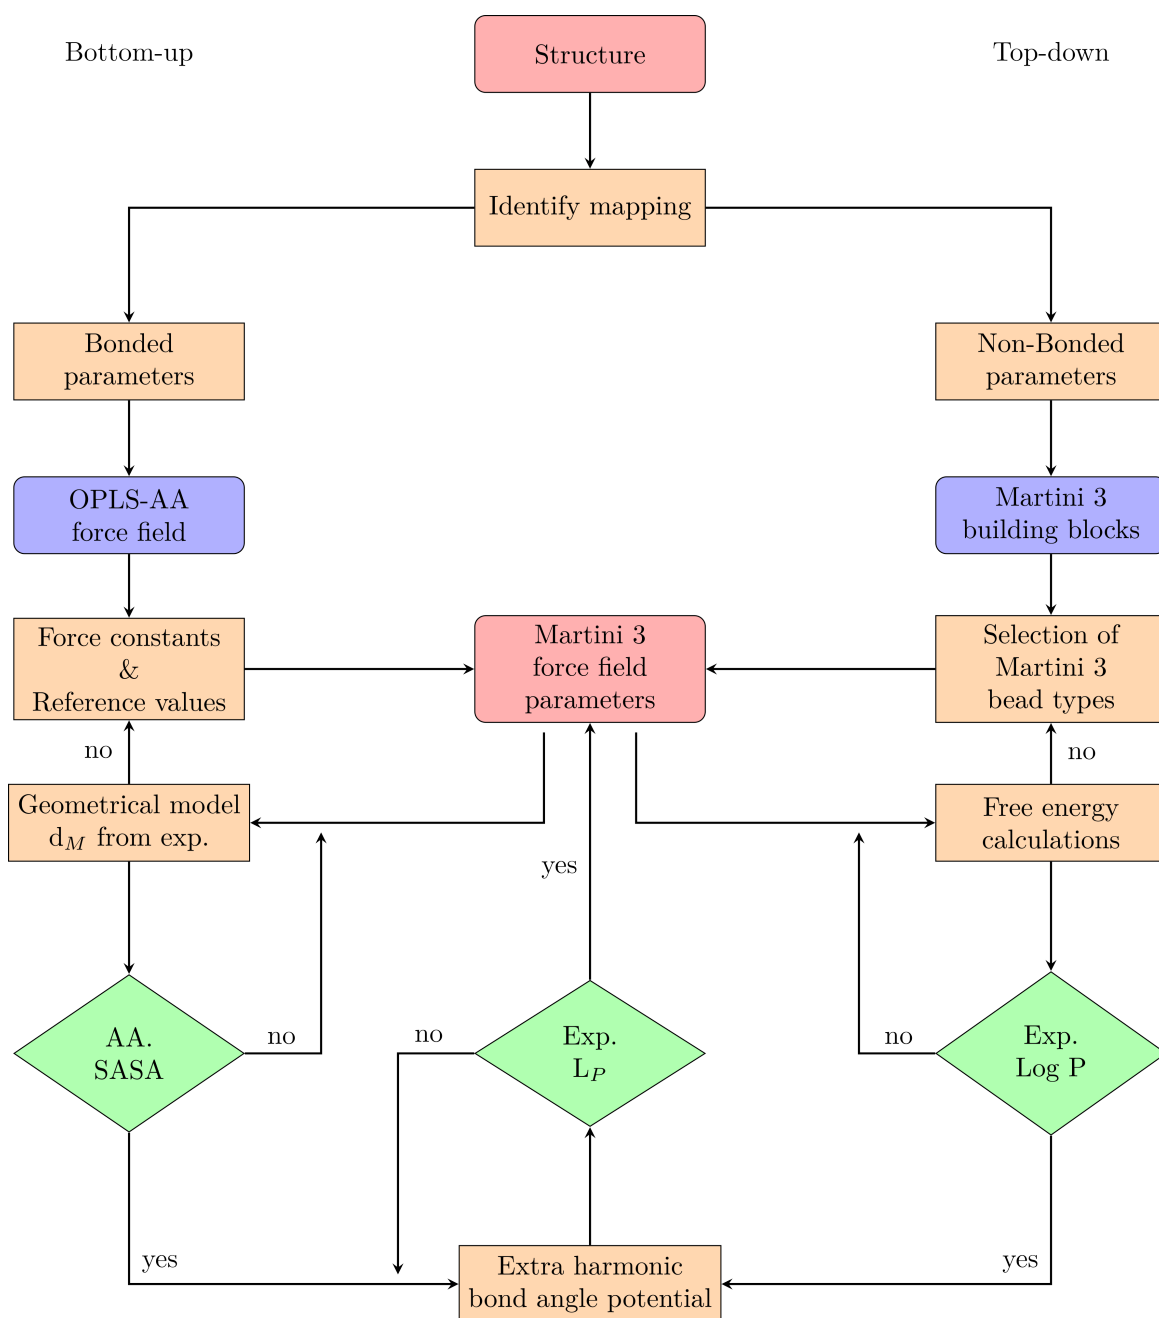 Bottom-up
Structure
Top-down
Identify mapping
Bonded
parameters
Non-Bonded
parameters
OPLS-AA
force field
Martini 3
building blocks
Force constants
&
Reference values
Martini 3
force field
parameters
Selection of
Martini 3
bead types
no
no
Geometrical model
d_M from exp.
Free energy
calculations
yes
AA.
SASA
no
no
Exp.
L_P
no
Exp.
Log P
yes
yes
Extra harmonic
bond angle potential